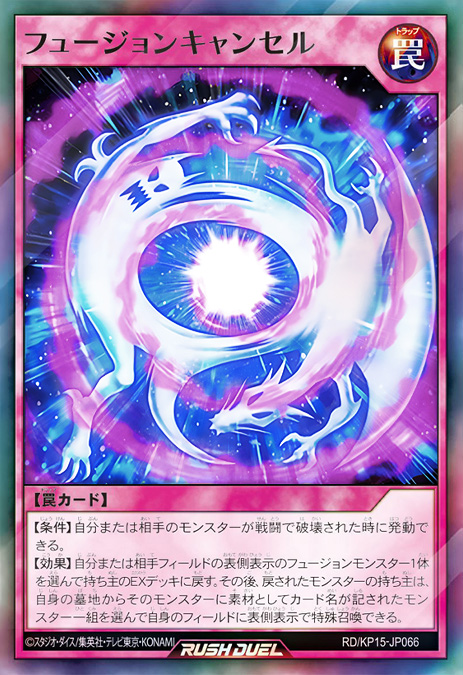 フュージョンキャンセル
トラップ
罠
【罠カード】
【条件】自分または相手のモンスターが戦闘で破壊された時に発動で
きる。
【効果】自分または相手フィールドの表側表示のフュージョンモンスター1体
を選んで持ち主のEXデッキに戻す。その後、戻されたモンスターの持ち主は、
自身の墓地からそのモンスターに素材としてカード名が記されたモン
スター一組を選んで自身のフィールドに表側表示で特殊召喚できる。
©スタジオ・ダイス/集英社・テレビ東京・KONAMI
RUSH DUEL
RD/KP15-JP066